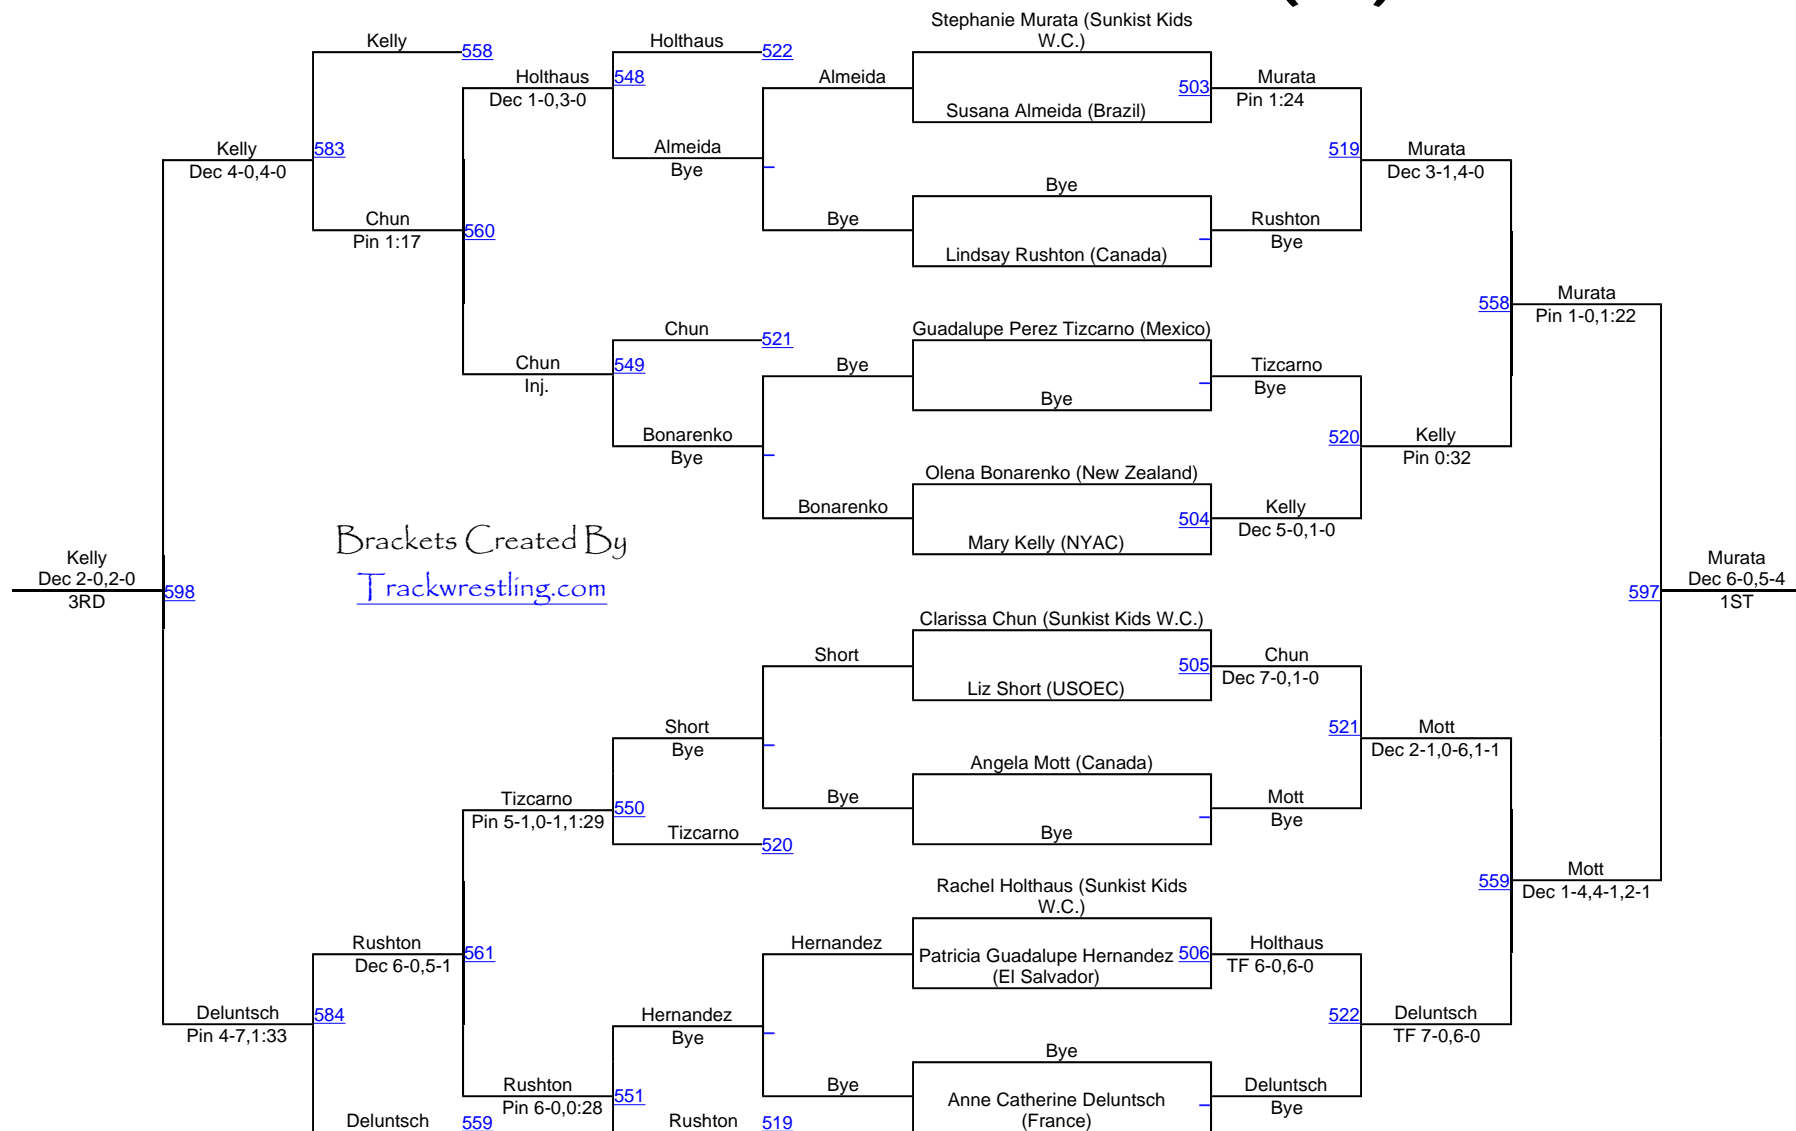 Stephanie Murata (Sunkist Kids
W.C.)
Kelly
558
Holthaus
522
Holthaus
548
Almeida
503
Murata
Dec 1-0,3-0
Pin 1:24
Susana Almeida (Brazil)
Kelly
583
Almeida
519
Murata
Dec 4-0,4-0
Bye
Dec 3-1,4-0
Bye
Chun
Bye
Rushton
Pin 1:17
560
Bye
Lindsay Rushton (Canada)
558
Murata
Pin 1-0,1:22
Chun
521
Guadalupe Perez Tizcarno (Mexico)
Chun
549
Bye
Tizcarno
Inj.
Bye
Bye
Bonarenko
520
Kelly
Bye
Pin 0:32
Olena Bonarenko (New Zealand)
Bonarenko
504
Kelly
Dec 5-0,1-0
Mary Kelly (NYAC)
Brackets Created By
Trackwrestling.com
Kelly
Dec 2-0,2-0
598
3RD
Murata
Dec 6-0,5-4
597
1ST
Clarissa Chun (Sunkist Kids W.C.)
Short
505
Chun
Dec 7-0,1-0
Liz Short (USOEC)
Short
521
Mott
Bye
Dec 2-1,0-6,1-1
Angela Mott (Canada)
Tizcarno
550
Bye
Mott
Pin 5-1,0-1,1:29
Bye
Tizcarno
520
Bye
559
Mott
Dec 1-4,4-1,2-1
Rachel Holthaus (Sunkist Kids
W.C.)
Rushton
561
Hernandez
506
Holthaus
Dec 6-0,5-1
TF 6-0,6-0
Patricia Guadalupe Hernandez
(El Salvador)
Deluntsch
584
Hernandez
522
Deluntsch
Pin 4-7,1:33
Bye
TF 7-0,6-0
Bye
Rushton
551
Bye
Deluntsch
Pin 6-0,0:28
Bye
Anne Catherine Deluntsch
(France)
Deluntsch
559
Rushton
519